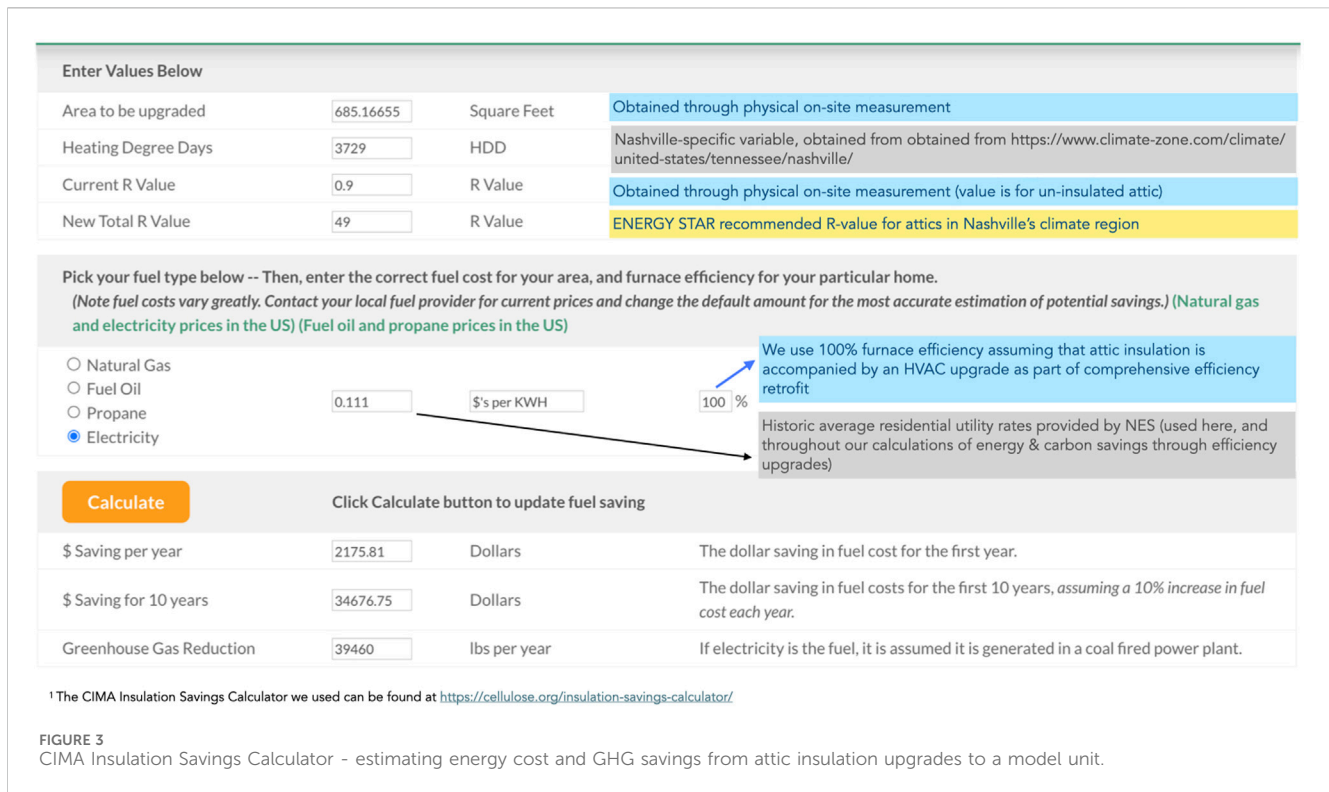 Enter Values Below
Area to be upgraded 685.16655 Square Feet Obtained through physical on-site measurement
Heating Degree Days 3729 HDD Nashville-specific variable, obtained from obtained from https://www.climate-zone.com/climate/
united-states/tennessee/nashville/
Current R Value 0.9 R Value Obtained through physical on-site measurement (value is for un-insulated attic)
New Total R Value 49 R Value ENERGY STAR recommended R-value for attics in Nashville's climate region
Pick your fuel type below -- Then, enter the correct fuel cost for your area, and furnace efficiency for your particular home.
(Note fuel costs vary greatly. Contact your local fuel provider for current prices and change the default amount for the most accurate estimation of potential savings.) (Natural gas
and electricity prices in the US) (Fuel oil and propane prices in the US)
Natural Gas
Fuel Oil
Propane
Electricity
0.111 $'s per KWH 100 %
We use 100% furnace efficiency assuming that attic insulation is
accompanied by an HVAC upgrade as part of comprehensive efficiency
retrofit
Historic average residential utility rates provided by NES (used here, and
throughout our calculations of energy & carbon savings through efficiency
upgrades)
Calculate Click Calculate button to update fuel saving
$ Saving per year 2175.81 Dollars The dollar saving in fuel cost for the first year.
$ Saving for 10 years 34676.75 Dollars The dollar saving in fuel costs for the first 10 years, assuming a 10% increase in fuel
cost each year.
Greenhouse Gas Reduction 39460 lbs per year If electricity is the fuel, it is assumed it is generated in a coal fired power plant.
1 The CIMA Insulation Savings Calculator we used can be found at https://cellulose.org/insulation-savings-calculator/
FIGURE 3
CIMA Insulation Savings Calculator - estimating energy cost and GHG savings from attic insulation upgrades to a model unit.